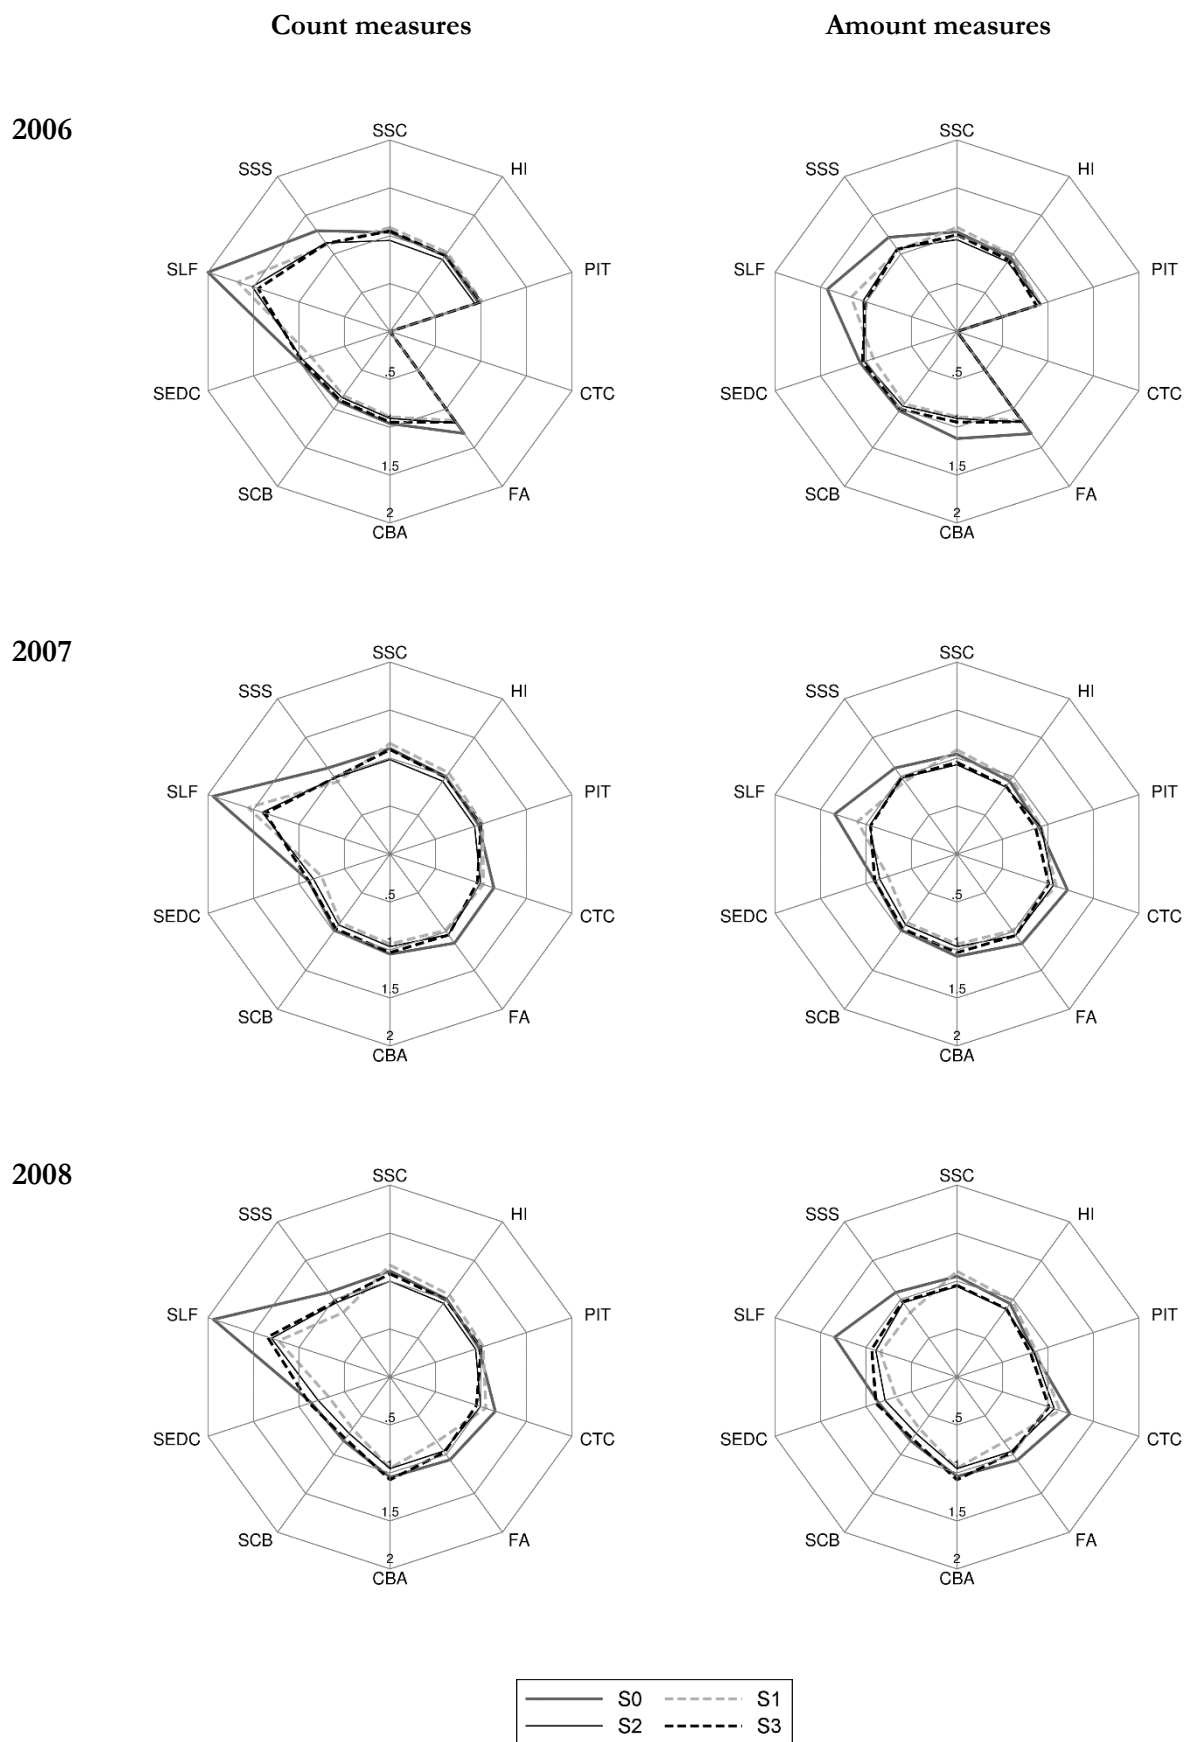 Count measures Amount measures
2006
SSC SSC
SSS HI SSS HI
SLF PIT SLF PIT
.5 .5
SEDC CTC SEDC CTC
1.5 1.5
SCB FA SCB FA
2 2
CBA CBA
2007
SSC SSC
SSS HI SSS HI
SLF PIT SLF PIT
.5 .5
SEDC CTC SEDC CTC
1 1
1.5 1.5
SCB FA SCB FA
2 2
CBA CBA
2008
SSC SSC
SSS HI SSS HI
SLF PIT SLF PIT
.5 .5
SEDC CTC SEDC CTC
1.5 1.5
SCB FA SCB FA
2 2
CBA CBA
S0 S1
S2 S3